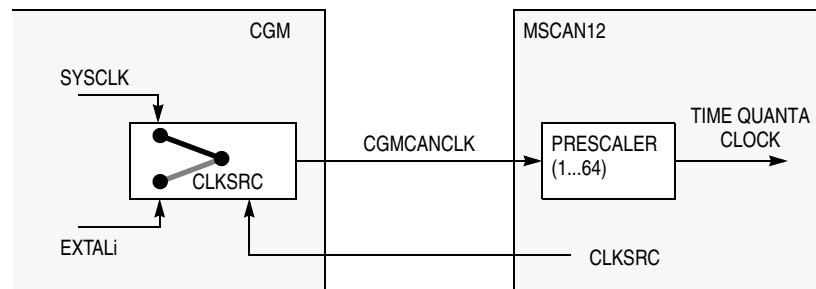 CGM
MSCAN12
SYSCLK
TIME QUANTA
CLOCK
CGMCANCLK
PRESCALER
(1...64)
CLKSRC
EXTALi
CLKSRC